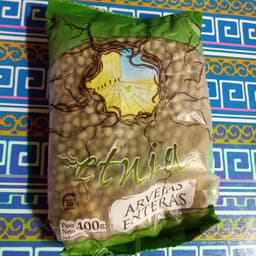 etnia
ARVEJAS
ENTERAS
Peso
Neto 400g